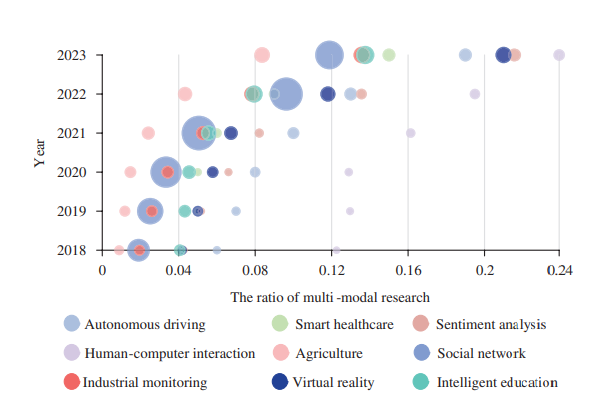 2023
2022
2021
2020
2019
2018
Year
0 0.04 0.08 0.12 0.16 0.2 0.24
The ratio of multi -modal research
Autonomous driving Smart healthcare Sentiment analysis
Human-computer interaction Agriculture Social network
Industrial monitoring Virtual reality Intelligent education